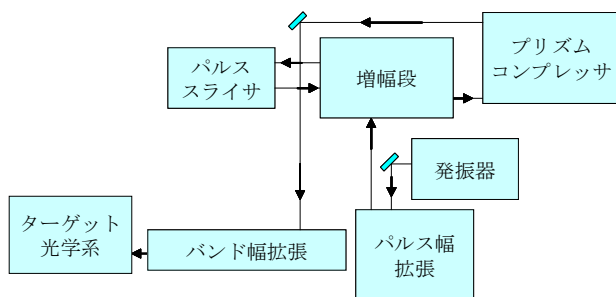 プリズム
コンプレッサ
パルス
スライサ
増幅段
発振器
ターゲット
光学系
バンド幅拡張
パルス幅
拡張